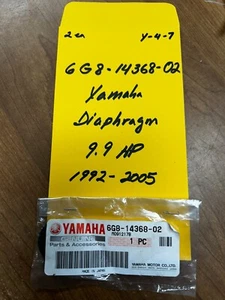 2 ea Y-4-7
6G8-14368-02
Yamaha
Diaphragm
9.9 HP
1992-2005
YAMAHA 6G8-14368-02
GENUINE
Parts & Accessories
1 PC
MADE IN JAPAN
YAMAHA MOTOR CO., LTD.